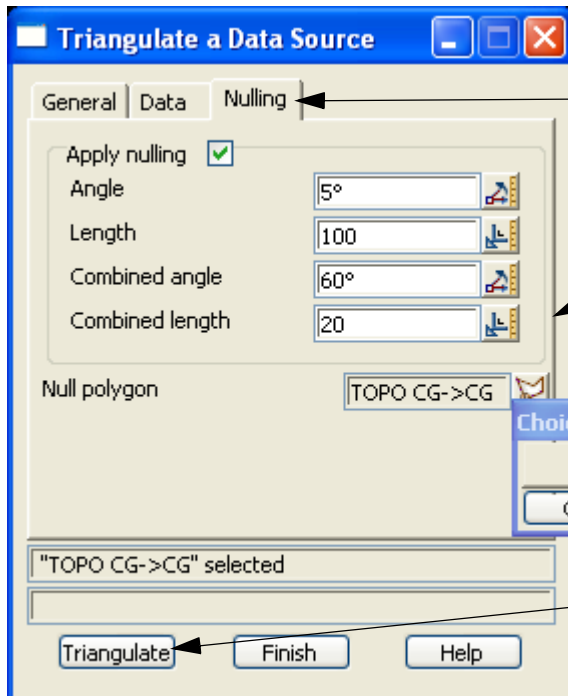 Triangulate a Data Source
General Data Nulling
Apply nulling
Angle 5°
Length 100
Combined angle 60°
Combined length 20
Null polygon TOPO CG->CG
"TOPO CG->CG" selected
Triangulate Finish Help